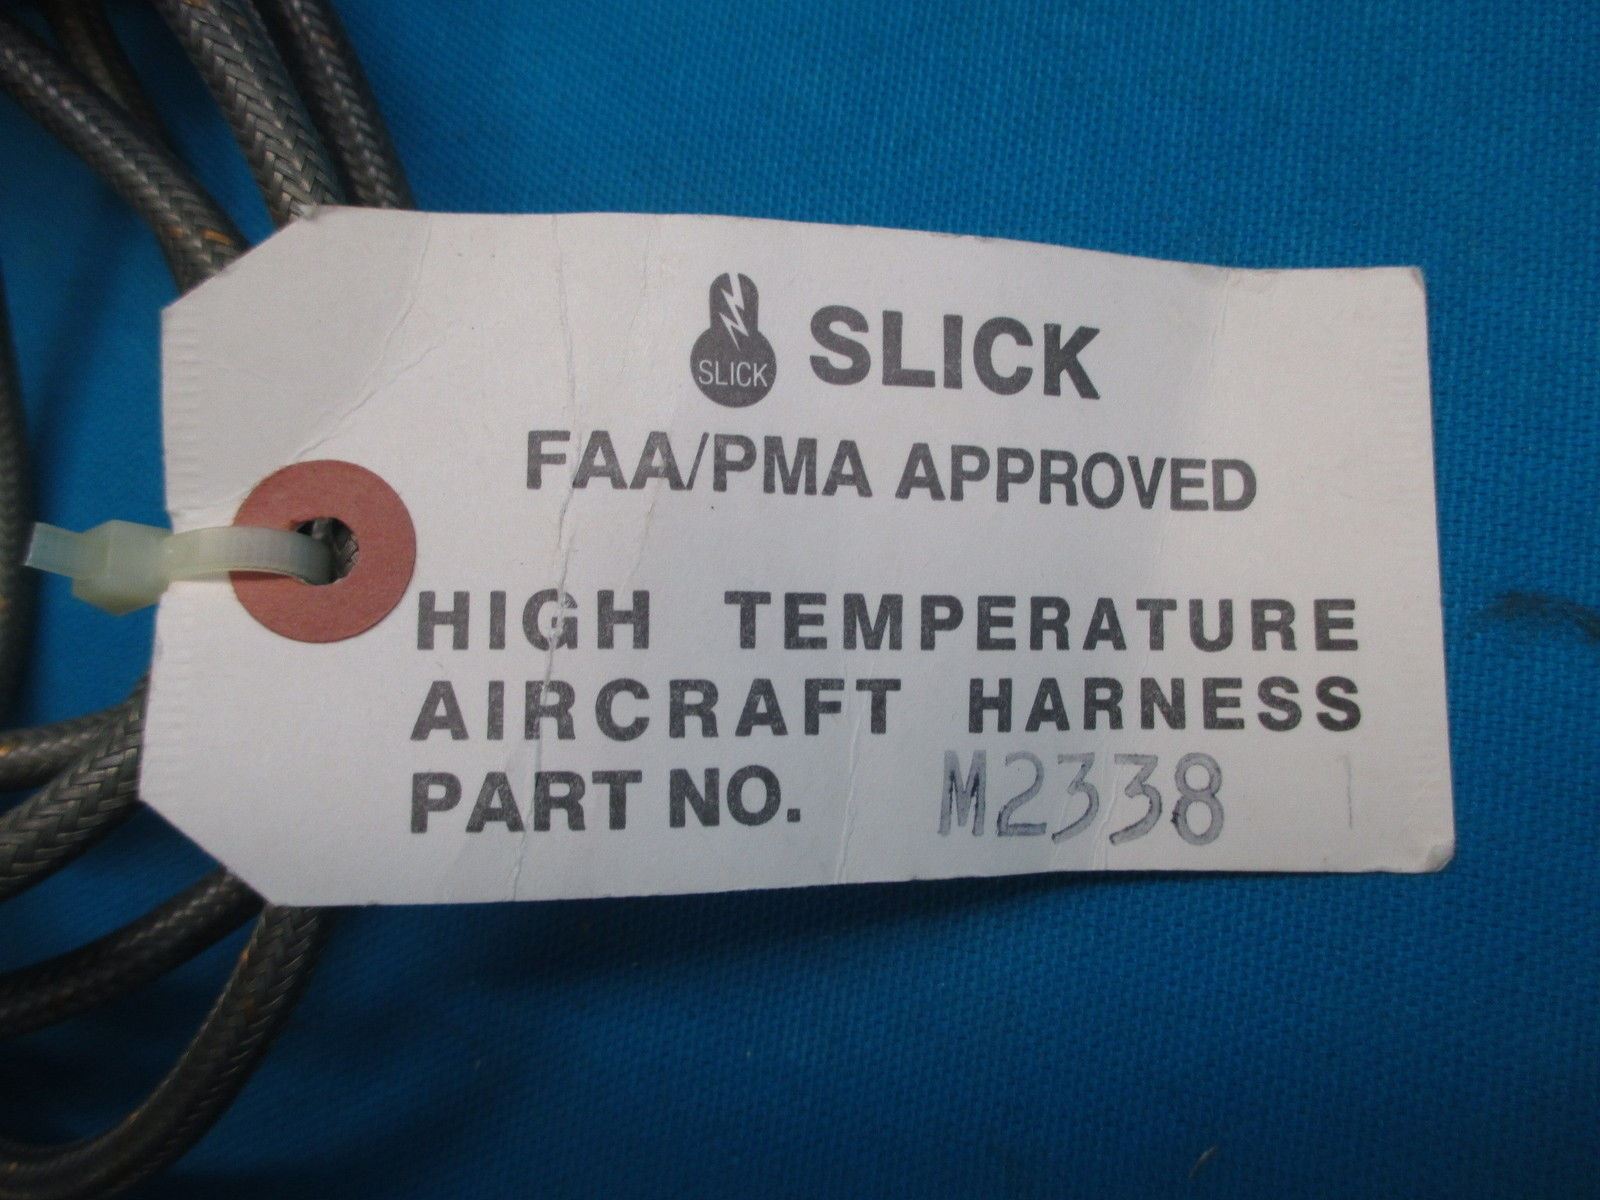 SLICK SLICK
FAA/PMA APPROVED
HIGH TEMPERATURE
AIRCRAFT HARNESS
PART NO. M2338